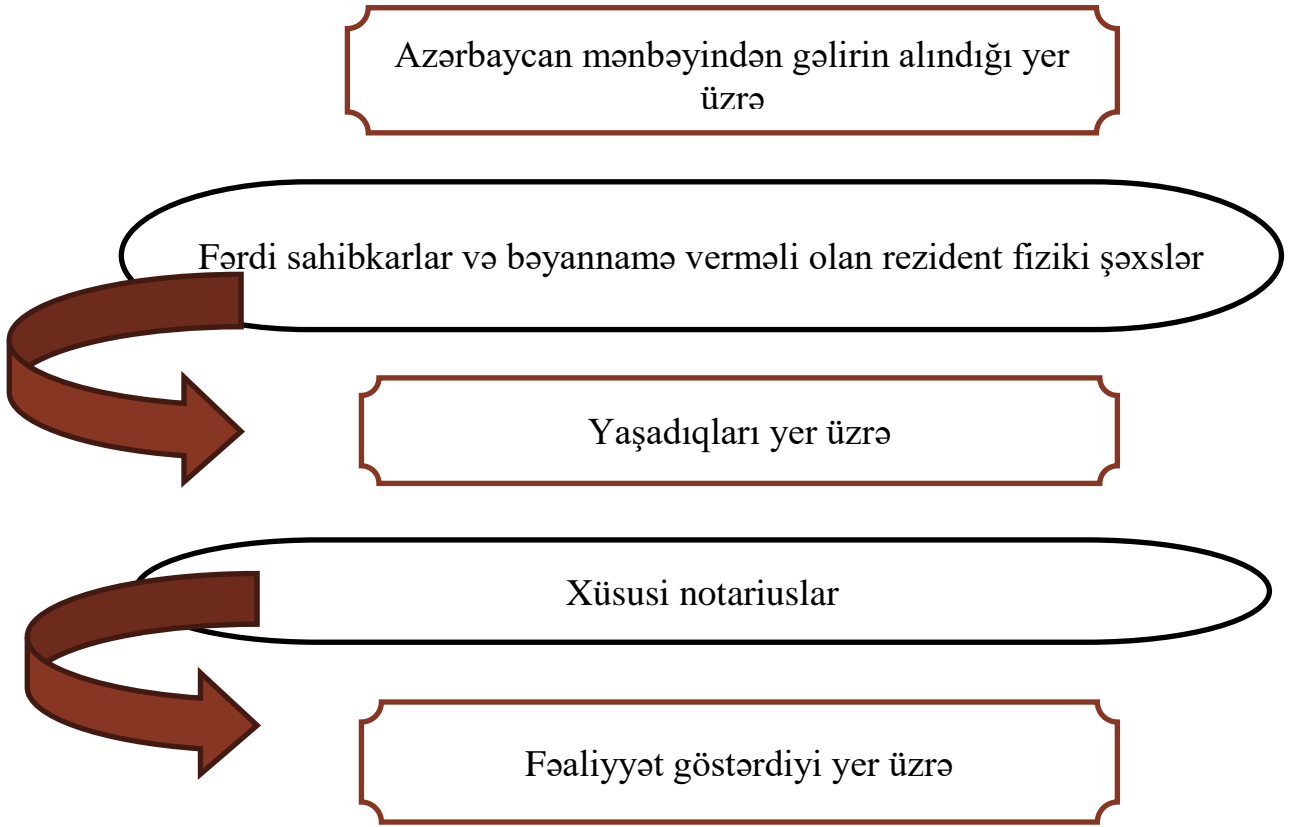 Azərbaycan mənbəyindən gəlirin alındığı yer
üzrə
Fərdi sahibkarlar və bəyannamə verməli olan rezident fiziki şəxslər
Yaşadıqları yer üzrə
Xüsusi notariuslar
Fəaliyyət göstərdiyi yer üzrə